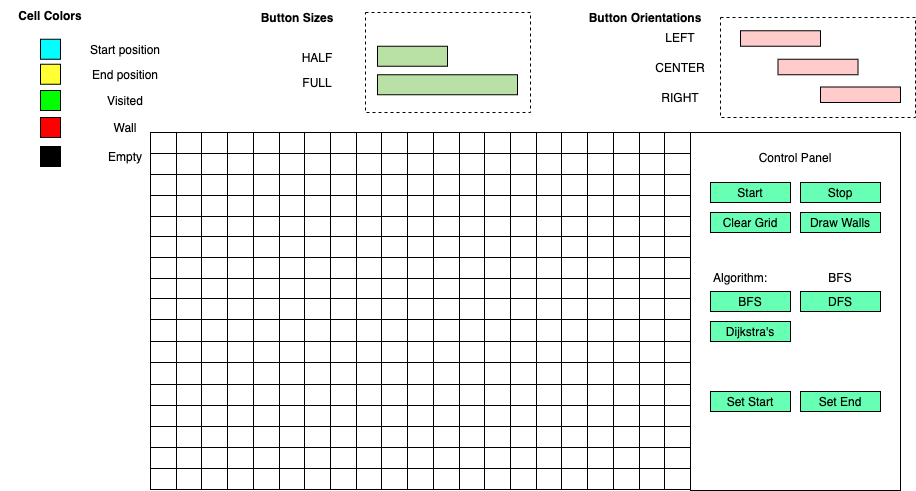 Cell Colors
Start position
End position
Visited
Wall
Empty
Button Sizes
HALF
FULL
Button Orientations
LEFT
CENTER
RIGHT
Control Panel
Start
Stop
Clear Grid
Draw Walls
Algorithm:
BFS
BFS
DFS
Dijkstra's
Set Start
Set End